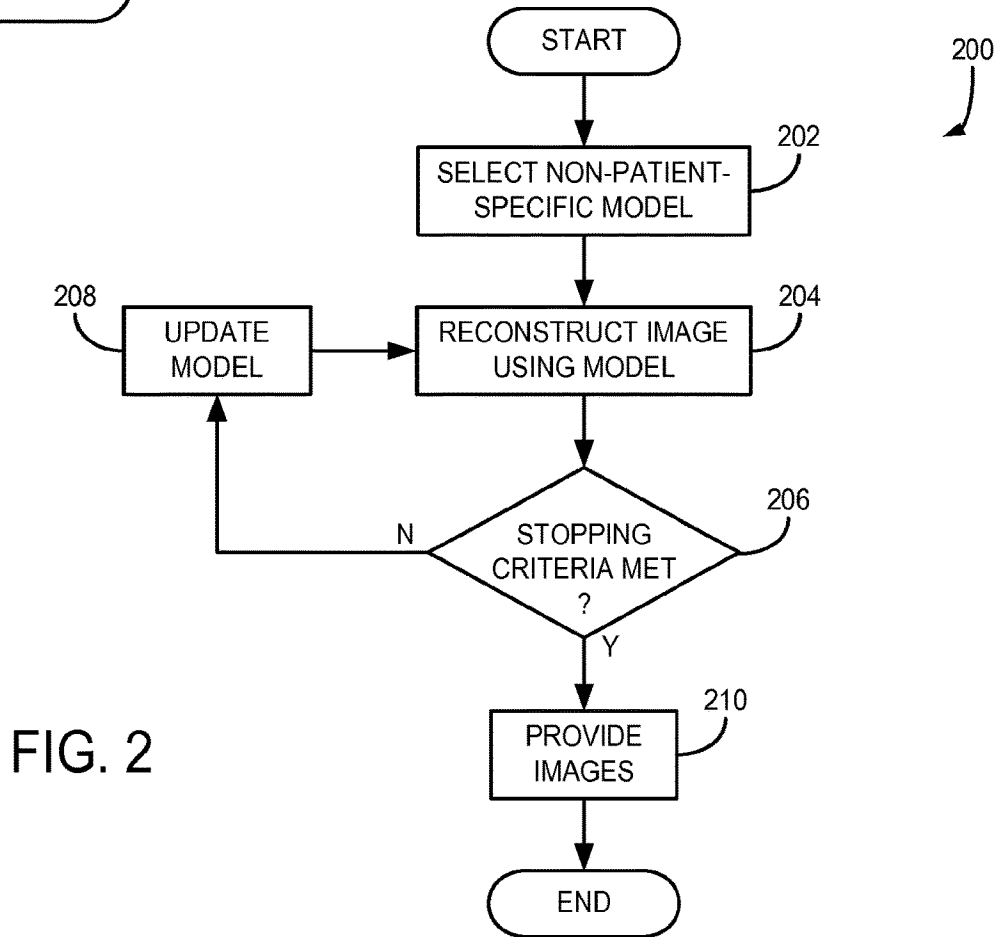 START
200
202
SELECT NON-PATIENT-
SPECIFIC MODEL
208
204
UPDATE
MODEL
RECONSTRUCT IMAGE
USING MODEL
206
N
STOPPING
CRITERIA MET
?
Y
210
PROVIDE
IMAGES
FIG. 2
END